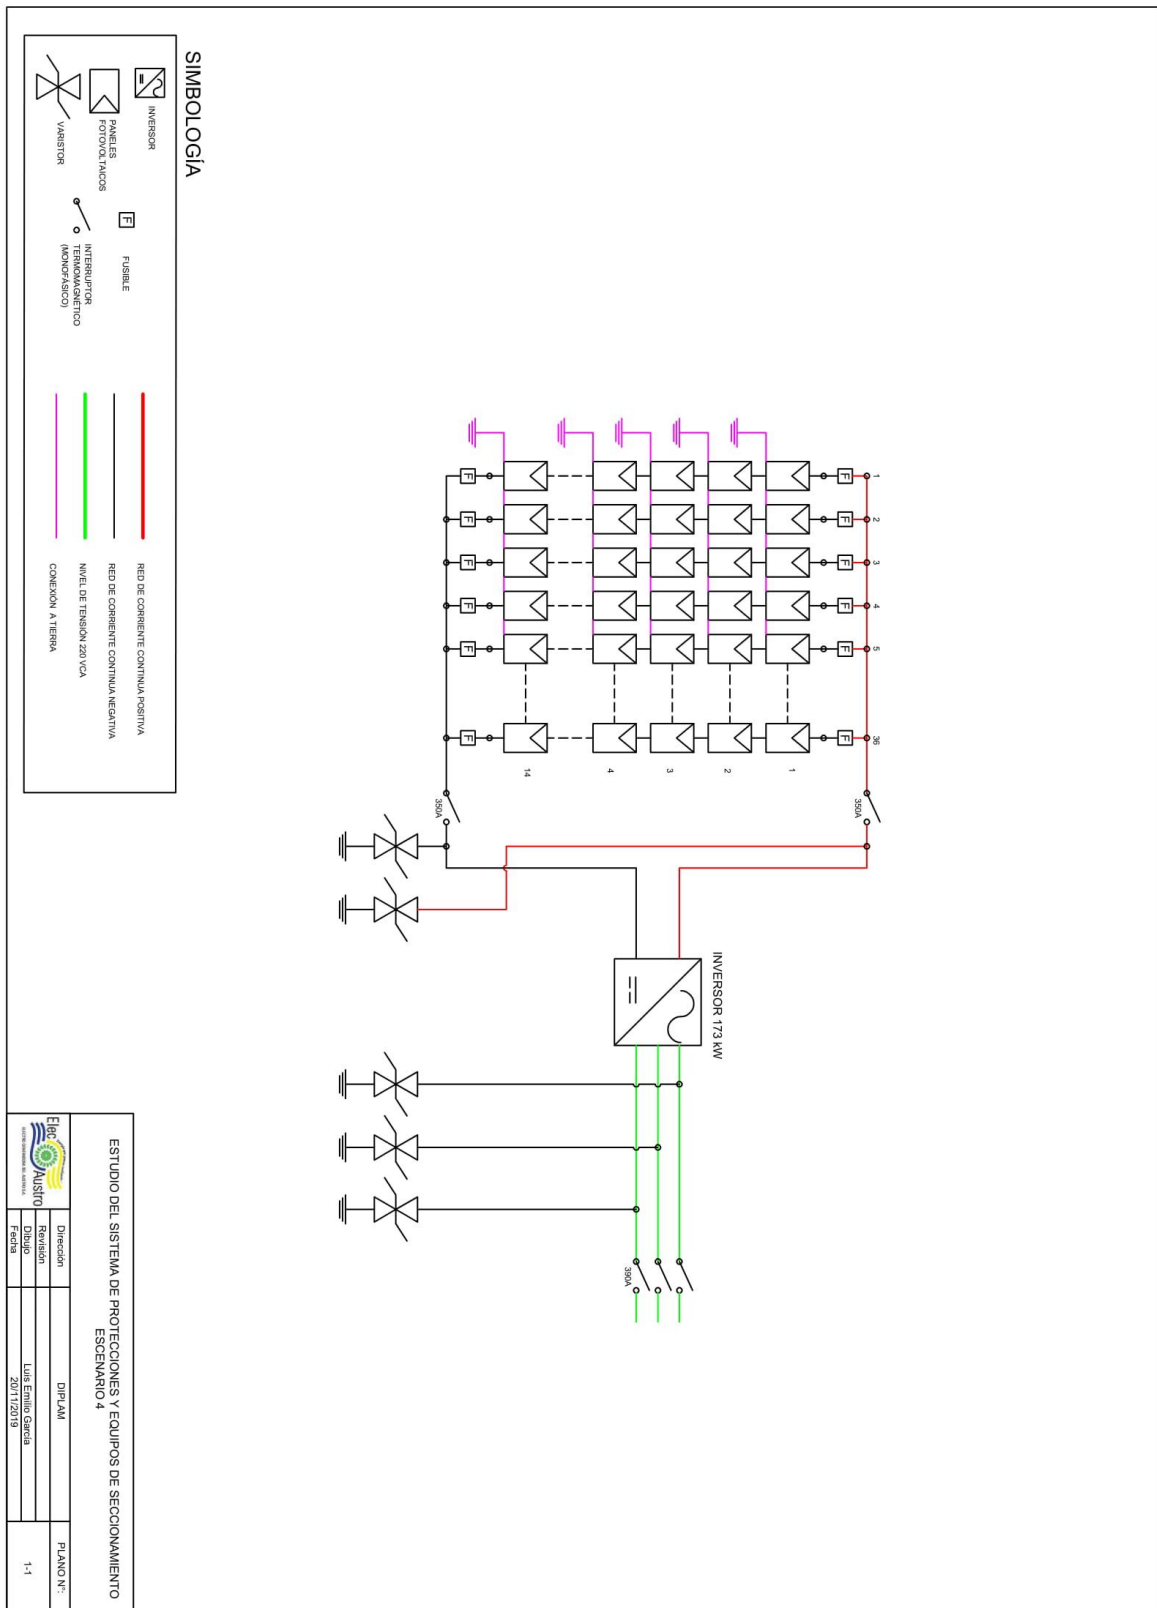 SIMBOLOGÍA
INVERSOR
PANELES
FOTOVOLTAICOS
VARISTOR
F
FUSIBLE
INTERRUPTOR
TERMOMAGNÉTICO
(MONOFÁSICO)
RED DE CORRIENTE CONTINUA POSITIVA
RED DE CORRIENTE CONTINUA NEGATIVA
NIVEL DE TENSIÓN 220 VCA
CONEXIÓN A TIERRA
1
2
3
4
5
36
F
F
F
F
F
F
1
2
3
4
14
F
F
F
F
F
F
350A
350A
INVERSOR 173 kW
390A
ESTUDIO DEL SISTEMA DE PROTECCIONES Y EQUIPOS DE SECCIONAMIENTO
ESCENARIO 4
Elec Austro
Dirección
DIPLAM
PLANO N°:
Revisión
Dibujo
Luis Emilio García
1-1
Fecha
20/11/2019